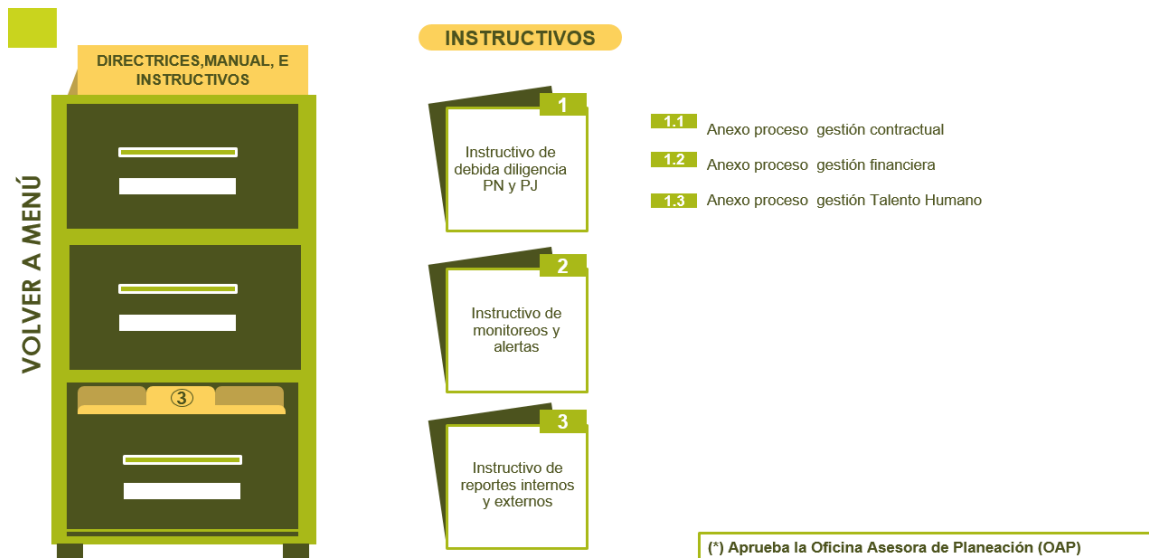 DIRECTRICES,MANUAL, E
INSTRUCTIVOS
VOLVER A MENÚ
③
INSTRUCTIVOS
1
Instructivo de
debida diligencia
PN y PJ
1.1 Anexo proceso gestión contractual
1.2 Anexo proceso gestión financiera
1.3 Anexo proceso gestión Talento Humano
2
Instructivo de
monitoreos y
alertas
3
Instructivo de
reportes internos
y externos
(*) Aprueba la Oficina Asesora de Planeación (OAP)